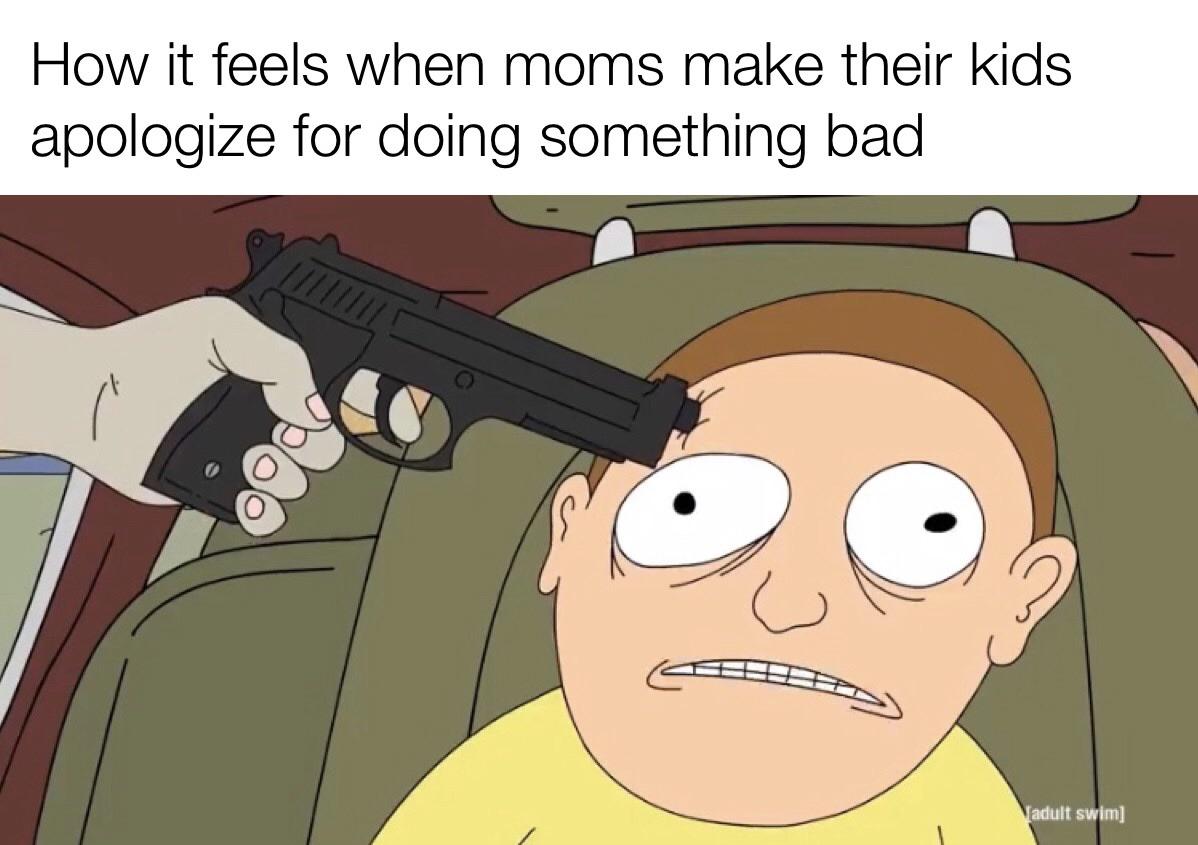 How it feels when moms make their kids
apologize for doing something bad
[adult swim]